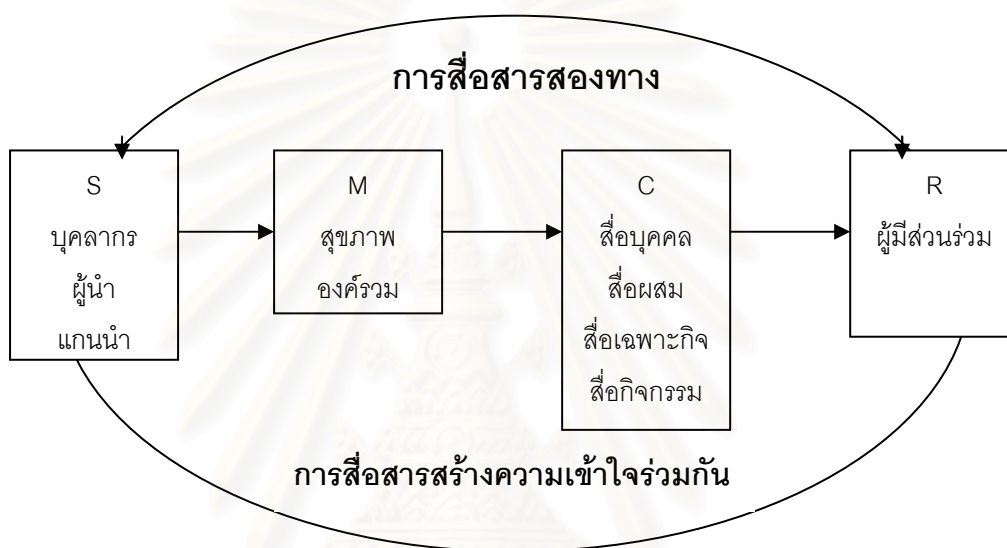 การสื่อสารสองทาง
S
บุคลากร
ผู้นำ
แกนนำ
M
สุขภาพ
องค์รวม
C
สื่อบุคคล
สื่อผสม
สื่อเฉพาะกิจ
สื่อกิจกรรม
R
ผู้มีส่วนร่วม
การสื่อสารสร้างความเข้าใจร่วมกัน